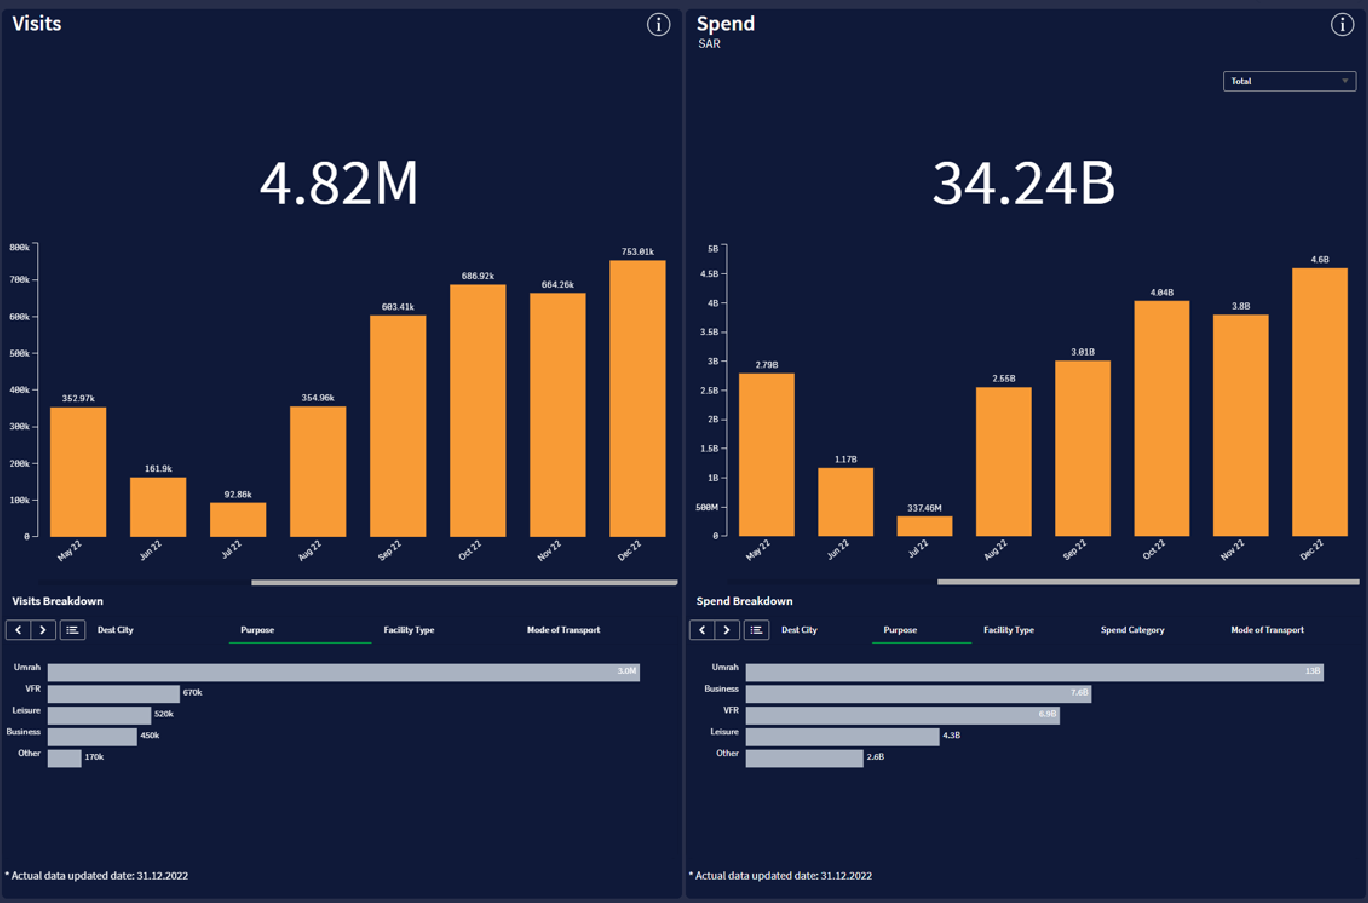 Visits
4.82M
800k
700k
600k
500k
400k
300k
200k
100k
0
352.97k
161.9k
92.86k
354.96k
603.41k
686.92k
664.26k
753.01k
May 22
Jun 22
Jul 22
Aug 22
Sep 22
Oct 22
Nov 22
Dec 22
Visits Breakdown
Dest City Purpose Facility Type Mode of Transport
Umrah 3.0M
VFR 670k
Leisure 520k
Business 450k
Other 170k
* Actual data updated date: 31.12.2022
Spend
SAR
Total
34.24B
5B
4.5B
4B
3.5B
3B
2.5B
2B
1.5B
1B
500M
0
2.79B
1.17B
337.46M
2.55B
3.01B
4.04B
3.8B
4.6B
May 22
Jun 22
Jul 22
Aug 22
Sep 22
Oct 22
Nov 22
Dec 22
Spend Breakdown
Dest City Purpose Facility Type Spend Category Mode of Transport
Umrah 13B
Business 7.6B
VFR 6.9B
Leisure 4.3B
Other 2.6B
* Actual data updated date: 31.12.2022